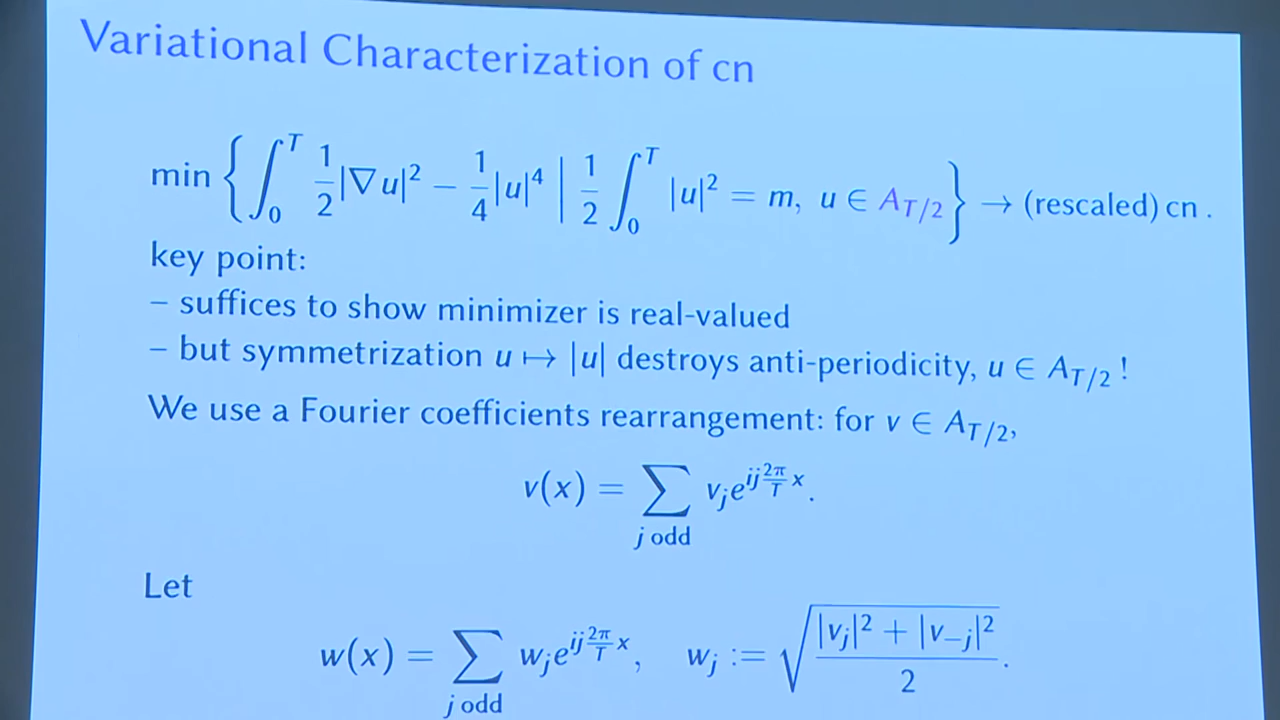 Variational Characterization of cn
min { ∫₀ᵀ 1/2 |∇u|² − 1/4 |u|⁴ | 1/2 ∫₀ᵀ |u|² = m, u ∈ A_{T/2} } → (rescaled) cn .
key point:
– suffices to show minimizer is real-valued
– but symmetrization u ↦ |u| destroys anti-periodicity, u ∈ A_{T/2} !
We use a Fourier coefficients rearrangement: for v ∈ A_{T/2},
v(x) = ∑_{j odd} v_j e^{ij 2π/T x}.
Let
w(x) = ∑_{j odd} w_j e^{ij 2π/T x}, w_j := √((|v_j|² + |v_{−j}|²)/2).